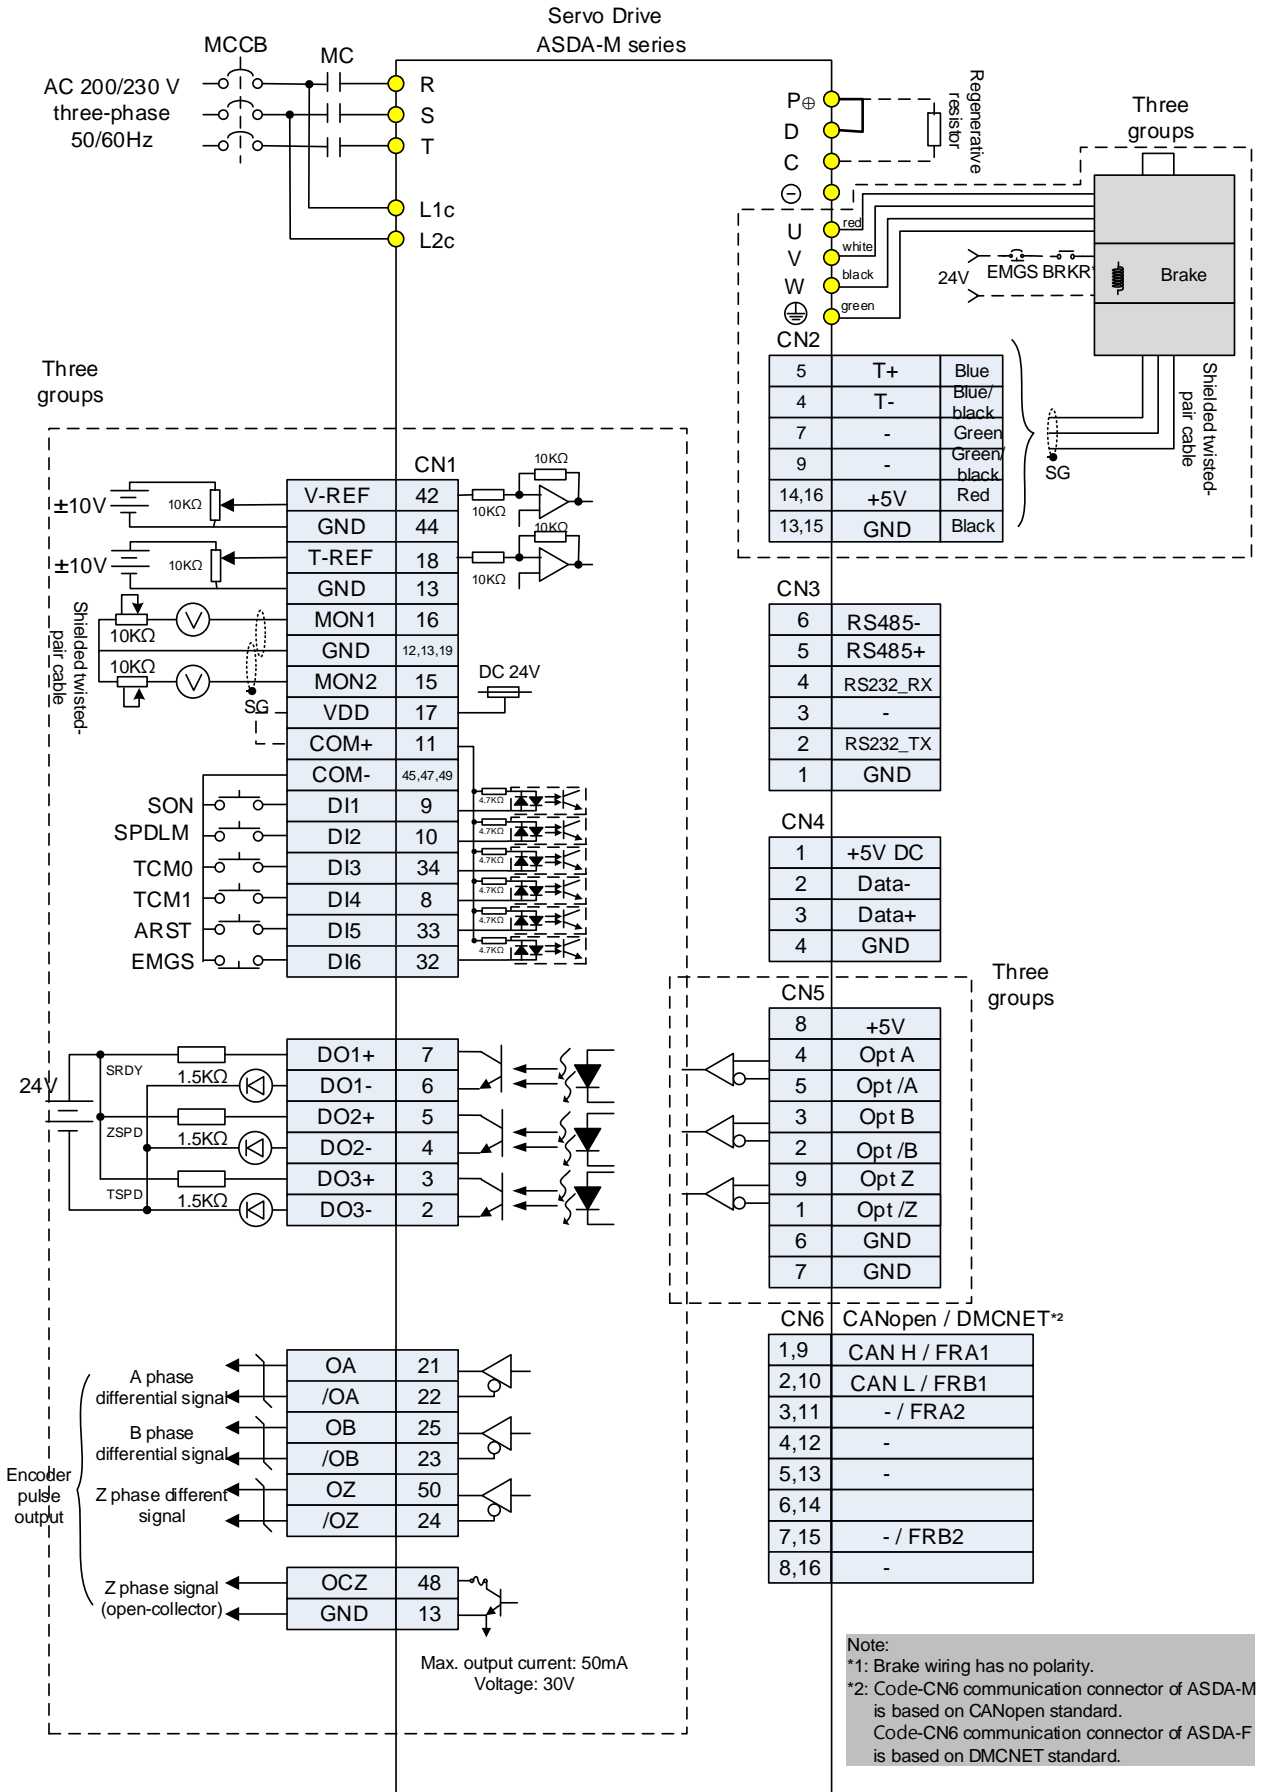 Servo Drive
ASDA-M series
MCCB
MC
AC 200/230 V
three-phase
50/60Hz
R
S
T
L1c
L2c
P⊕
D
C
⊖
U
V
W
Regenerative
resistor
Three
groups
red
white
black
green
24V
EMGS BRKR*
Brake
CN2
5 T+ Blue
4 T- Blue/
black
7 - Green
9 - Green/
black
14,16 +5V Red
13,15 GND Black
SG
Shielded twisted-
pair cable
Three
groups
CN1
V-REF 42
GND 44
T-REF 18
GND 13
MON1 16
GND 12,13,19
MON2 15
VDD 17
COM+ 11
COM- 45,47,49
DI1 9
DI2 10
DI3 34
DI4 8
DI5 33
DI6 32
±10V
10KΩ
±10V
10KΩ
10KΩ
V
10KΩ
V
Shielded twisted-
pair cable
SG
10KΩ
10KΩ
10KΩ
10KΩ
DC 24V
SON
SPDLM
TCM0
TCM1
ARST
EMGS
4.7KΩ
4.7KΩ
4.7KΩ
4.7KΩ
4.7KΩ
4.7KΩ
CN3
6 RS485-
5 RS485+
4 RS232_RX
3 -
2 RS232_TX
1 GND
CN4
1 +5V DC
2 Data-
3 Data+
4 GND
Three
groups
CN5
8 +5V
4 Opt A
5 Opt /A
3 Opt B
2 Opt /B
9 Opt Z
1 Opt /Z
6 GND
7 GND
24V
SRDY
1.5KΩ
ZSPD
1.5KΩ
TSPD
1.5KΩ
DO1+ 7
DO1- 6
DO2+ 5
DO2- 4
DO3+ 3
DO3- 2
CN6 CANopen / DMCNET*2
1,9 CAN H / FRA1
2,10 CAN L / FRB1
3,11 - / FRA2
4,12 -
5,13 -
6,14
7,15 - / FRB2
8,16 -
Encoder
pulse
output
A phase
differential signal
B phase
differential signal
Z phase different
signal
Z phase signal
(open-collector)
OA 21
/OA 22
OB 25
/OB 23
OZ 50
/OZ 24
OCZ 48
GND 13
Max. output current: 50mA
Voltage: 30V
Note:
*1: Brake wiring has no polarity.
*2: Code-CN6 communication connector of ASDA-M
is based on CANopen standard.
Code-CN6 communication connector of ASDA-F
is based on DMCNET standard.